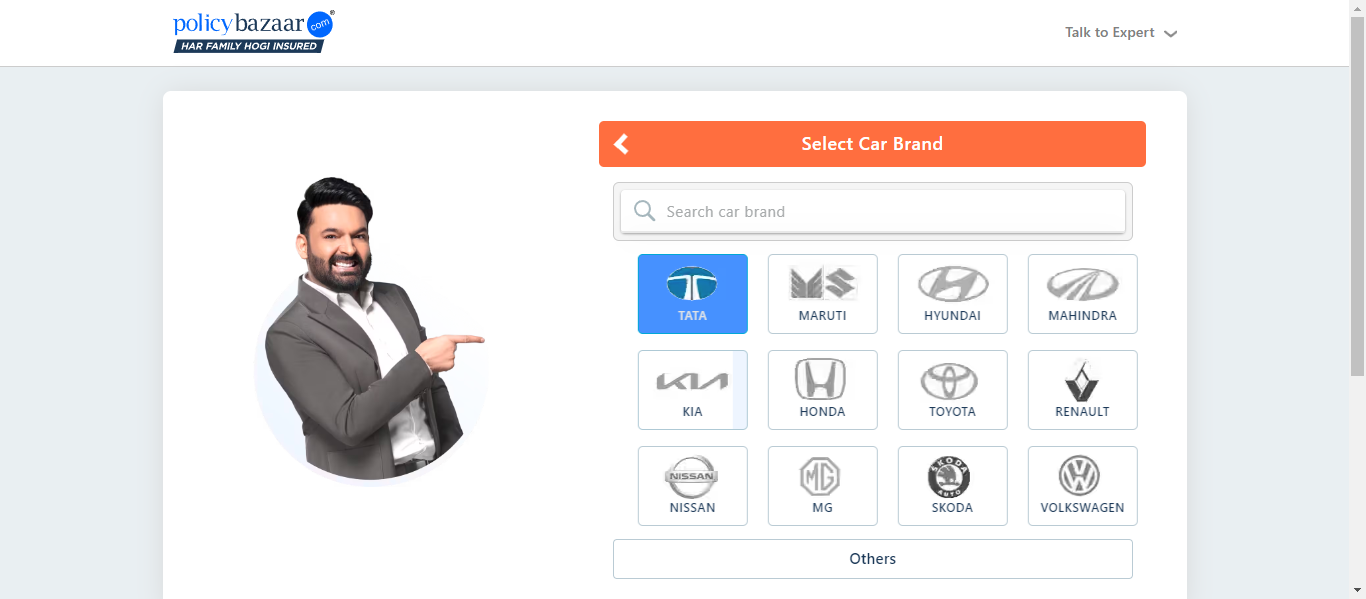 policybazaar.com®
HAR FAMILY HOGI INSURED
Talk to Expert
Select Car Brand
Search car brand
TATA
MARUTI
HYUNDAI
MAHINDRA
KIA
KIA
HONDA
TOYOTA
RENAULT
NISSAN
NISSAN
MG
MG
SKODA AUTO
SKODA
VOLKSWAGEN
Others